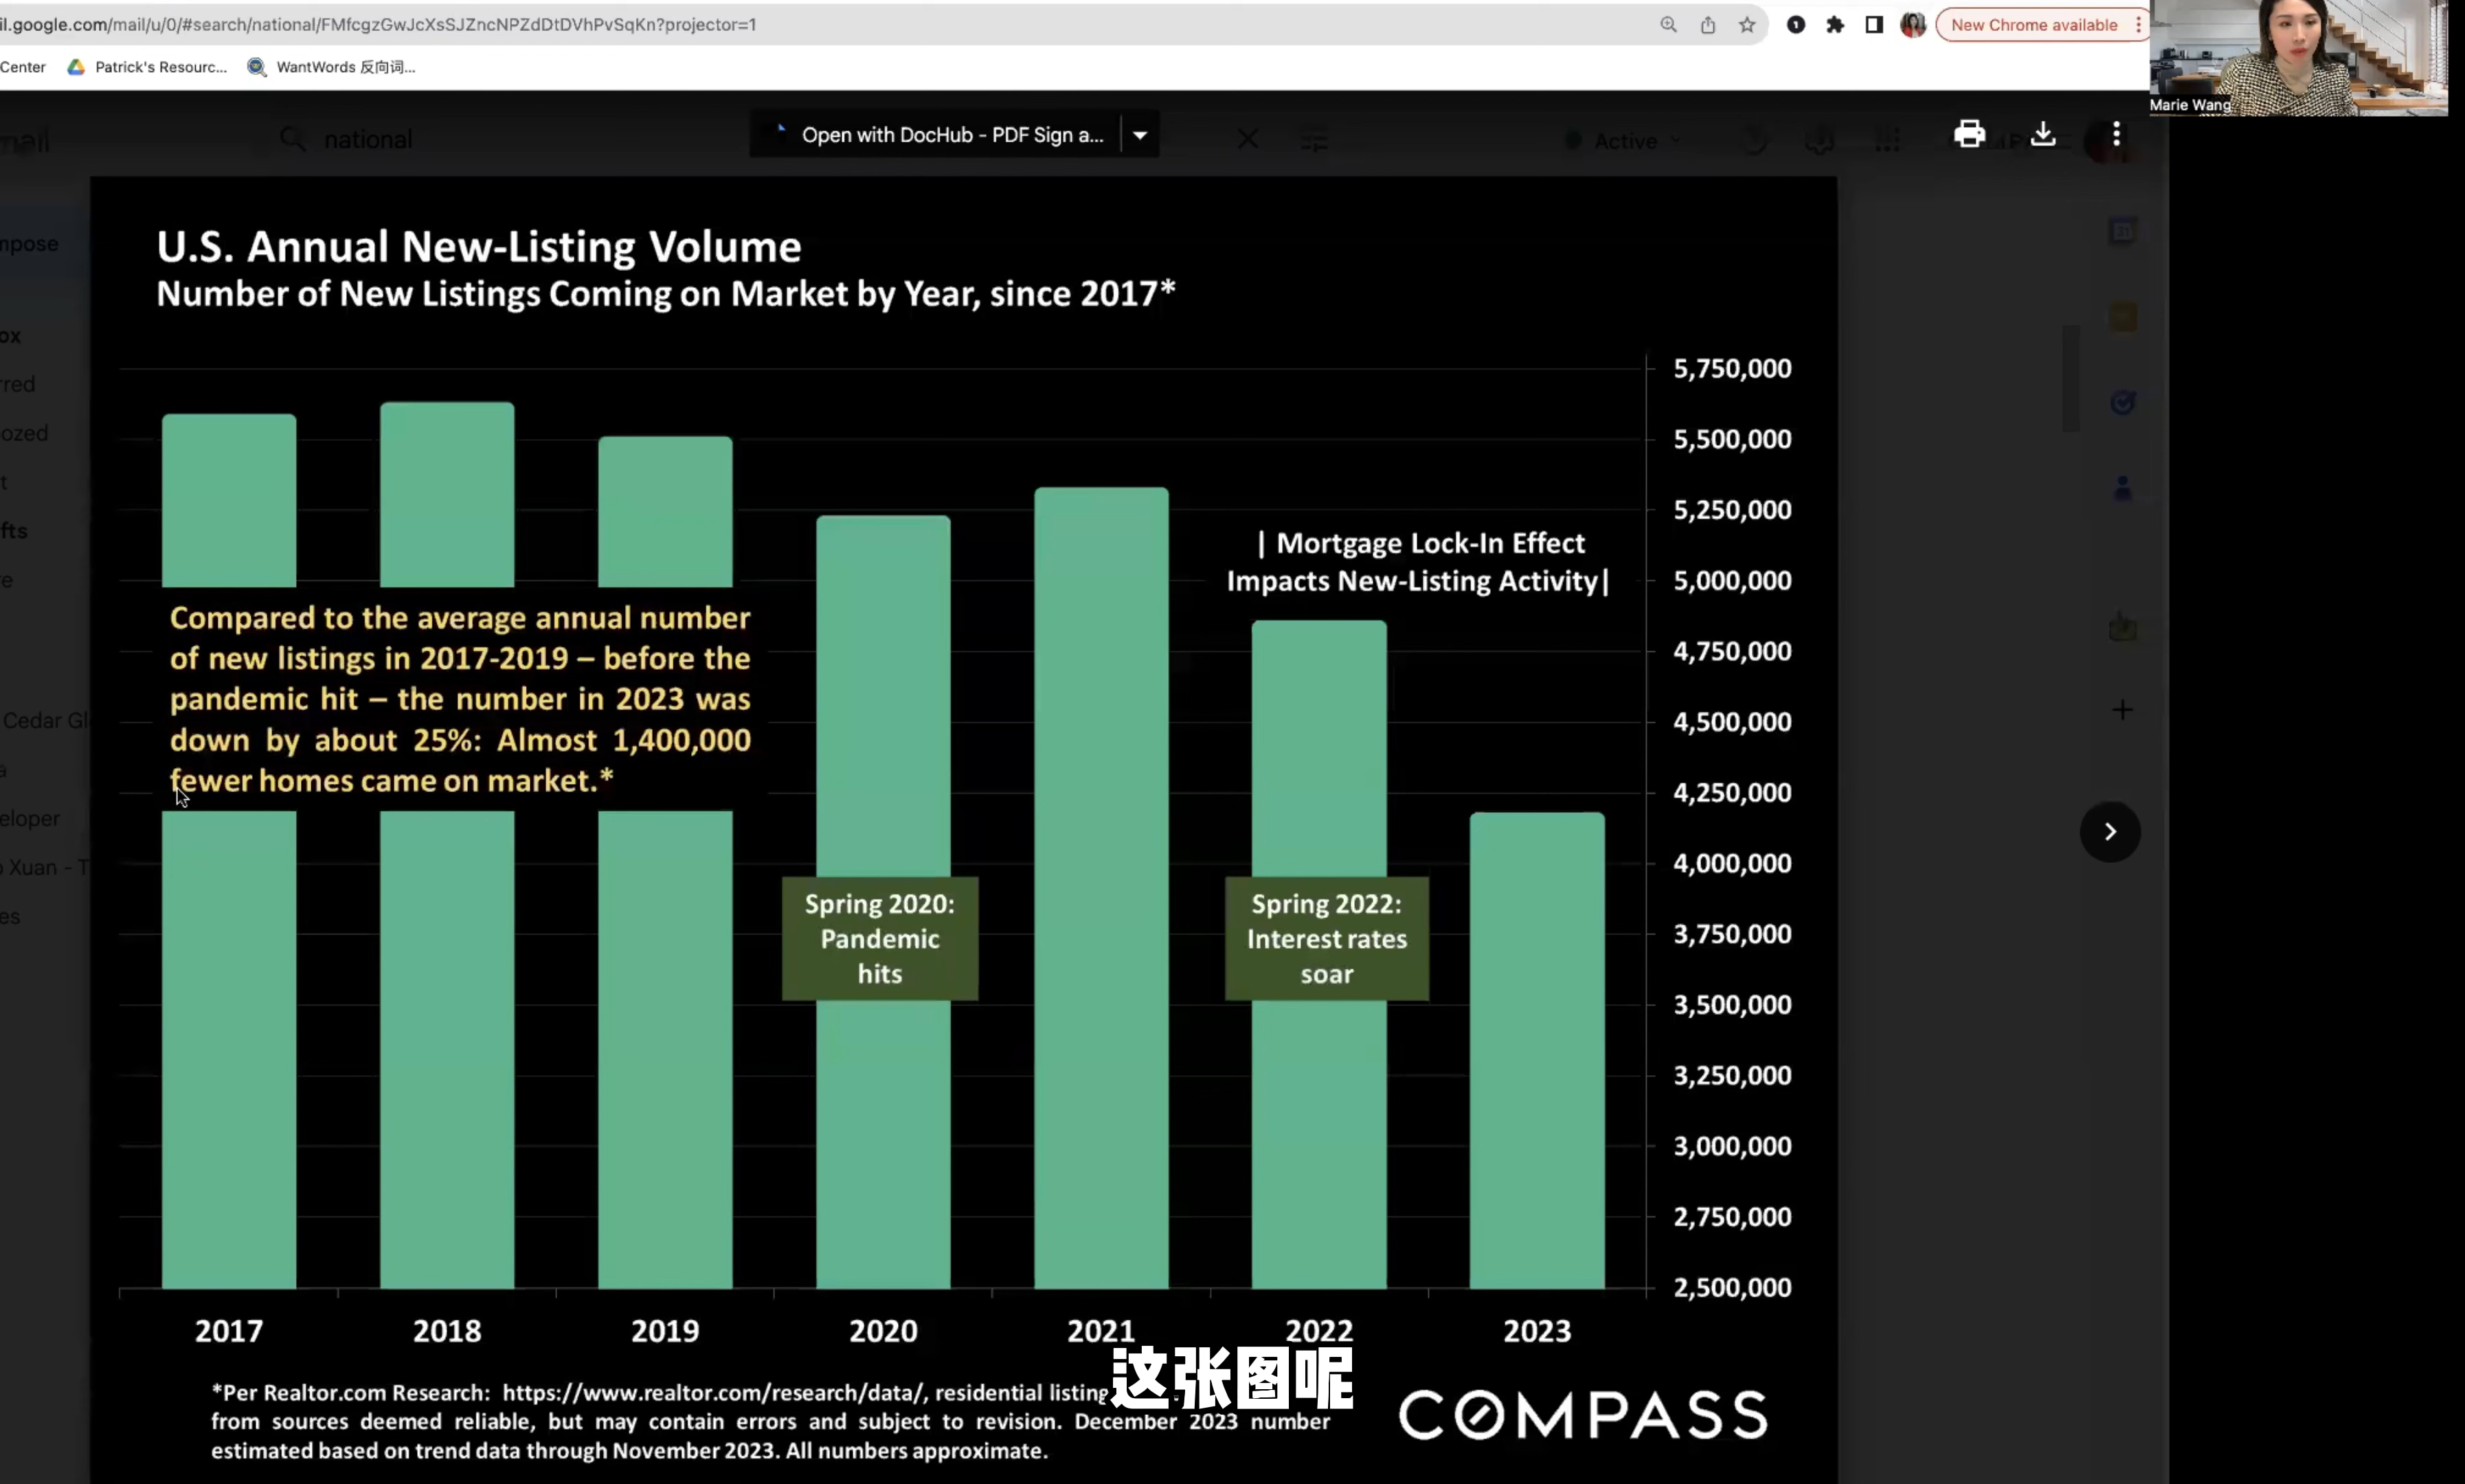 il.google.com/mail/u/0/#search/national/FMfcgzGwJcXsSJZncNPZdDtDVhPvSqKn?projector=1
New Chrome available
Center
Patrick's Resourc...
WantWords 反向词...
Marie Wang
mail
national
Open with DocHub - PDF Sign a...
Active
mpose
ox
rred
ozed
t
fts
re
Cedar Gl
a
eloper
o Xuan - T
es
21
U.S. Annual New-Listing Volume
Number of New Listings Coming on Market by Year, since 2017*
5,750,000
5,500,000
5,250,000
5,000,000
4,750,000
4,500,000
4,250,000
4,000,000
3,750,000
3,500,000
3,250,000
3,000,000
2,750,000
2,500,000
| Mortgage Lock-In Effect
Impacts New-Listing Activity|
Compared to the average annual number
of new listings in 2017-2019 – before the
pandemic hit – the number in 2023 was
down by about 25%: Almost 1,400,000
fewer homes came on market.*
Spring 2020:
Pandemic
hits
Spring 2022:
Interest rates
soar
2017
2018
2019
2020
2021
2022
2023
这张图呢
*Per Realtor.com Research: https://www.realtor.com/research/data/, residential listing
from sources deemed reliable, but may contain errors and subject to revision. December 2023 number
estimated based on trend data through November 2023. All numbers approximate.
COMPASS